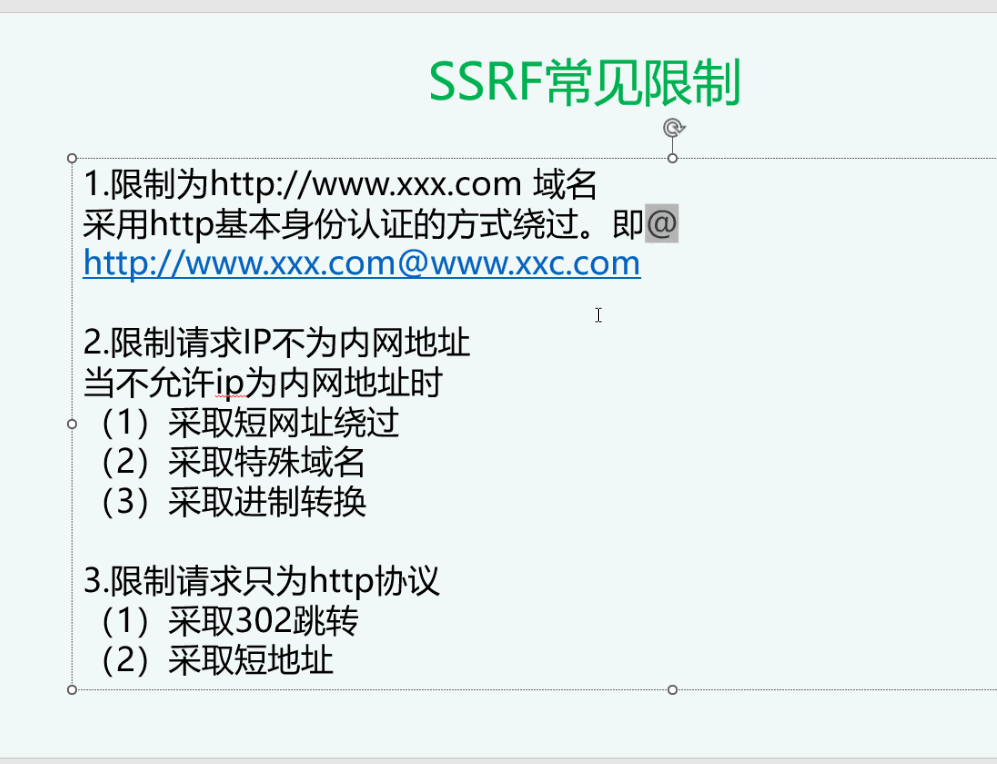 SSRF常见限制
1.限制为http://www.xxx.com 域名
采用http基本身份认证的方式绕过。即@
http://www.xxx.com@www.xxc.com
2.限制请求IP不为内网地址
当不允许ip为内网地址时
（1）采取短网址绕过
（2）采取特殊域名
（3）采取进制转换
3.限制请求只为http协议
（1）采取302跳转
（2）采取短地址